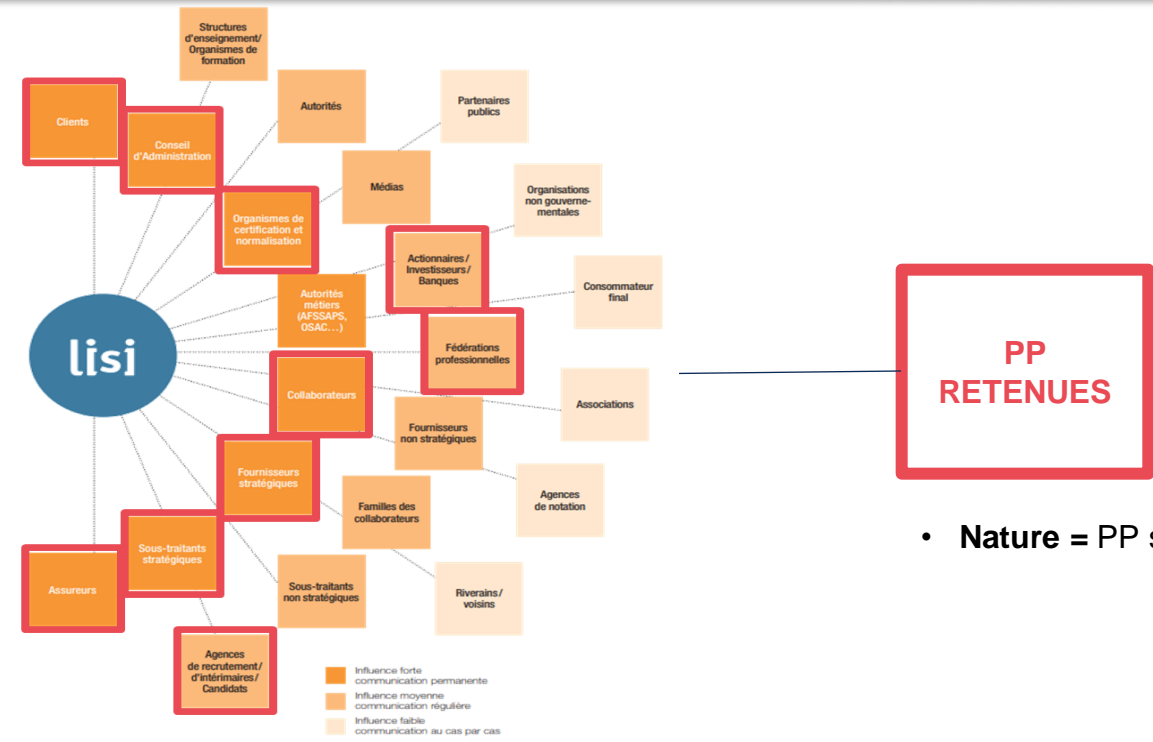 Structures
d'enseignement/
Organismes de
formation
Clients
Conseil
d'Administration
Autorités
Partenaires
publics
Médias
Organismes de
certification et
normalisation
Organisations
non gouverne-
mentales
Actionnaires/
Investisseurs/
Banques
Autorités
métiers
(AFSSAPS,
OSAC...)
Consommateur
final
lisi
Fédérations
professionnelles
Collaborateurs
Associations
Fournisseurs
non stratégiques
Fournisseurs
stratégiques
Agences
de notation
Familles des
collaborateurs
Sous-traitants
stratégiques
Assureurs
Sous-traitants
non stratégiques
Riverains/
voisins
Agences
de recrutement/
d'intérimaires/
Candidats
Influence forte
communication permanente
Influence moyenne
communication régulière
Influence faible
communication au cas par cas
PP
RETENUES
• Nature = PP s